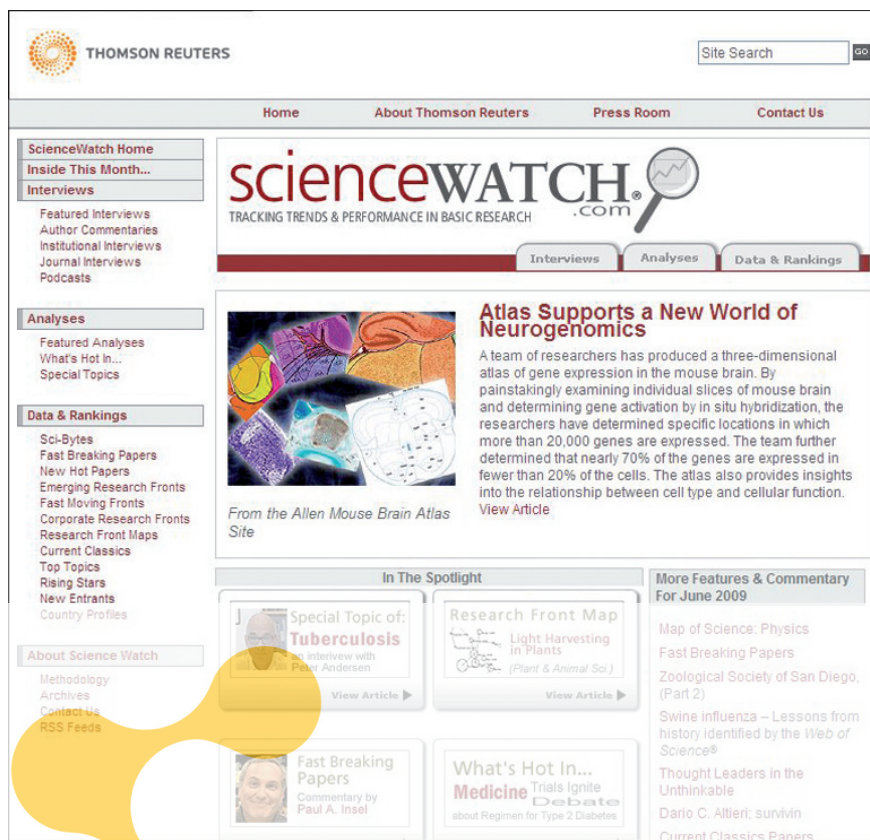 THOMSON REUTERS
Site Search
GO
Home
About Thomson Reuters
Press Room
Contact Us
ScienceWatch Home
Inside This Month...
Interviews
Featured Interviews
Author Commentaries
Institutional Interviews
Journal Interviews
Podcasts
Analyses
Featured Analyses
What's Hot In...
Special Topics
Data & Rankings
Sci-Bytes
Fast Breaking Papers
New Hot Papers
Emerging Research Fronts
Fast Moving Fronts
Corporate Research Fronts
Research Front Maps
Current Classics
Top Topics
Rising Stars
New Entrants
Country Profiles
About Science Watch
Methodology
Archives
Contact Us
RSS Feeds
scienceWATCH®
.com
TRACKING TRENDS & PERFORMANCE IN BASIC RESEARCH
Interviews
Analyses
Data & Rankings
From the Allen Mouse Brain Atlas
Site
Atlas Supports a New World of
Neurogenomics
A team of researchers has produced a three-dimensional
atlas of gene expression in the mouse brain. By
painstakingly examining individual slices of mouse brain
and determining gene activation by in situ hybridization, the
researchers have determined specific locations in which
more than 20,000 genes are expressed. The team further
determined that nearly 70% of the genes are expressed in
fewer than 20% of the cells. The atlas also provides insights
into the relationship between cell type and cellular function.
View Article
In The Spotlight
Special Topic of:
Tuberculosis
an interivew with
Peter Andersen
View Article
Research Front Map
Light Harvesting
in Plants
(Plant & Animal Sci.)
View Article
Fast Breaking
Papers
Commentary by
Paul A. Insel
What's Hot In...
Medicine Trials Ignite
Debate
about Regimen for Type 2 Diabetes
More Features & Commentary
For June 2009
Map of Science: Physics
Fast Breaking Papers
Zoological Society of San Diego,
(Part 2)
Swine influenza – Lessons from
history identified by the Web of
Science®
Thought Leaders in the
Unthinkable
Dario C. Altieri; survivin
Current Classics Papers